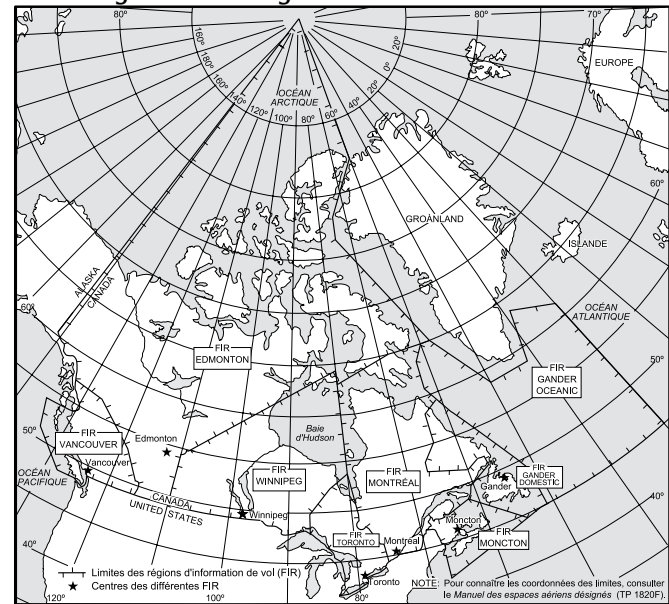 80°
80°
70°
160°
180°
160°
140°
120°
100°
80°
60°
40°
20°
0°
20°
OCÉAN
ARCTIQUE
EUROPE
60°
GROÄNLAND
ISLANDE
ALASKA
CANADA
60°
OCÉAN
ATLANTIQUE
50°
FIR
EDMONTON
FIR
GANDER
OCEANIC
Baie
d'Hudson
50°
FIR
VANCOUVER
Edmonton
Vancouver
OCÉAN
PACIFIQUE
FIR
WINNIPEG
FIR
MONTRÉAL
FIR
GANDER
DOMESTIC
Gander
40°
CANADA
UNITED STATES
Winnipeg
Moncton
FIR
MONCTON
FIR
TORONTO
Montréal
40°
Toronto
Limites des régions d'information de vol (FIR)
Centres des différentes FIR
NOTE: Pour connaître les coordonnées des limites, consulter
le Manuel des espaces aériens désignés (TP 1820F).
120°
100°
80°